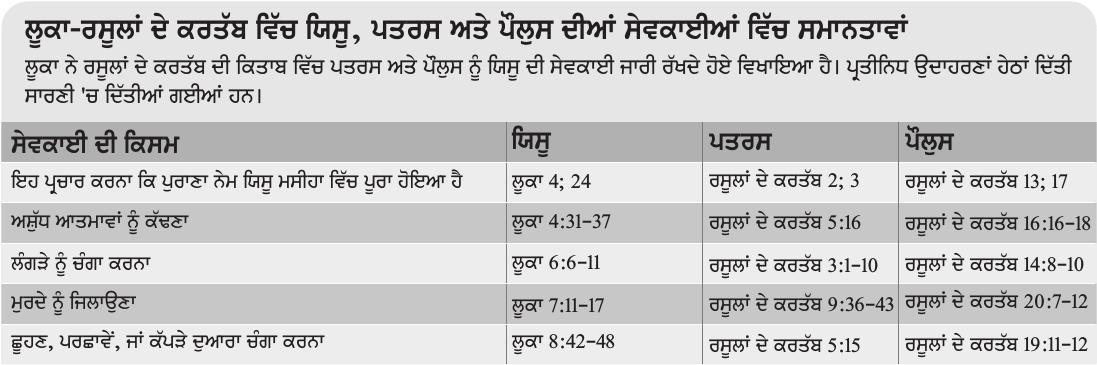 ਲੂਕਾ-ਰਸੂਲਾਂ ਦੇ ਕਰਤੱਬ ਵਿੱਚ ਯਿਸੂ, ਪਤਰਸ ਅਤੇ ਪੌਲੁਸ ਦੀਆਂ ਸੇਵਕਾਈਆਂ ਵਿੱਚ ਸਮਾਨਤਾਵਾਂ
ਲੂਕਾ ਨੇ ਰਸੂਲਾਂ ਦੇ ਕਰਤੱਬ ਦੀ ਕਿਤਾਬ ਵਿੱਚ ਪਤਰਸ ਅਤੇ ਪੌਲੁਸ ਨੂੰ ਯਿਸੂ ਦੀ ਸੇਵਕਾਈ ਜਾਰੀ ਰੱਖਦੇ ਹੋਏ ਵਿਖਾਇਆ ਹੈ। ਪ੍ਰਤੀਨਿਧ ਉਦਾਹਰਣਾਂ ਹੇਠਾਂ ਦਿੱਤੀ
ਸਾਰਣੀ 'ਚ ਦਿੱਤੀਆਂ ਗਈਆਂ ਹਨ।
ਸੇਵਕਾਈ ਦੀ ਕਿਸਮ ਯਿਸੂ ਪਤਰਸ ਪੌਲੁਸ
ਇਹ ਪ੍ਰਚਾਰ ਕਰਨਾ ਕਿ ਪੁਰਾਣਾ ਨੇਮ ਯਿਸੂ ਮਸੀਹਾ ਵਿੱਚ ਪੂਰਾ ਹੋਇਆ ਹੈ ਲੂਕਾ 4; 24 ਰਸੂਲਾਂ ਦੇ ਕਰਤੱਬ 2; 3 ਰਸੂਲਾਂ ਦੇ ਕਰਤੱਬ 13; 17
ਅਸ਼ੁੱਧ ਆਤਮਾਵਾਂ ਨੂੰ ਕੱਢਣਾ ਲੂਕਾ 4:31–37 ਰਸੂਲਾਂ ਦੇ ਕਰਤੱਬ 5:16 ਰਸੂਲਾਂ ਦੇ ਕਰਤੱਬ 16:16–18
ਲੰਗੜੇ ਨੂੰ ਚੰਗਾ ਕਰਨਾ ਲੂਕਾ 6:6–11 ਰਸੂਲਾਂ ਦੇ ਕਰਤੱਬ 3:1–10 ਰਸੂਲਾਂ ਦੇ ਕਰਤੱਬ 14:8–10
ਮੁਰਦੇ ਨੂੰ ਜਿਲਾਉਣਾ ਲੂਕਾ 7:11–17 ਰਸੂਲਾਂ ਦੇ ਕਰਤੱਬ 9:36–43 ਰਸੂਲਾਂ ਦੇ ਕਰਤੱਬ 20:7–12
ਛੂਹਣ, ਪਰਛਾਵੇਂ, ਜਾਂ ਕੱਪੜੇ ਦੁਆਰਾ ਚੰਗਾ ਕਰਨਾ ਲੂਕਾ 8:42–48 ਰਸੂਲਾਂ ਦੇ ਕਰਤੱਬ 5:15 ਰਸੂਲਾਂ ਦੇ ਕਰਤੱਬ 19:11–12